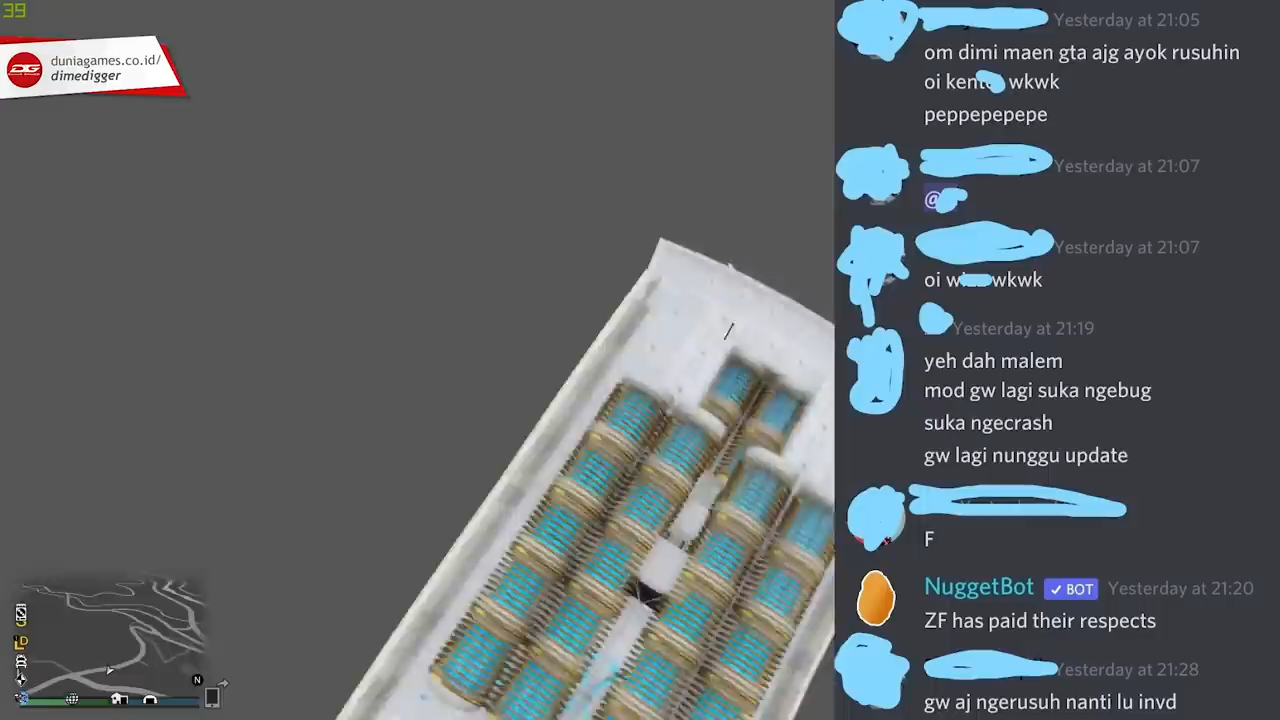 39
duniagames.co.id/
dimedigger
Yesterday at 21:05
om dimi maen gta ajg ayok rusuhin
oi kent wkwk
peppepepepe
Yesterday at 21:07
@
Yesterday at 21:07
oi w wkwk
Yesterday at 21:19
yeh dah malem
mod gw lagi suka ngebug
suka ngecrash
gw lagi nunggu update
F
NuggetBot ✔ BOT Yesterday at 21:20
ZF has paid their respects
Yesterday at 21:28
gw aj ngerusuh nanti lu invd
N